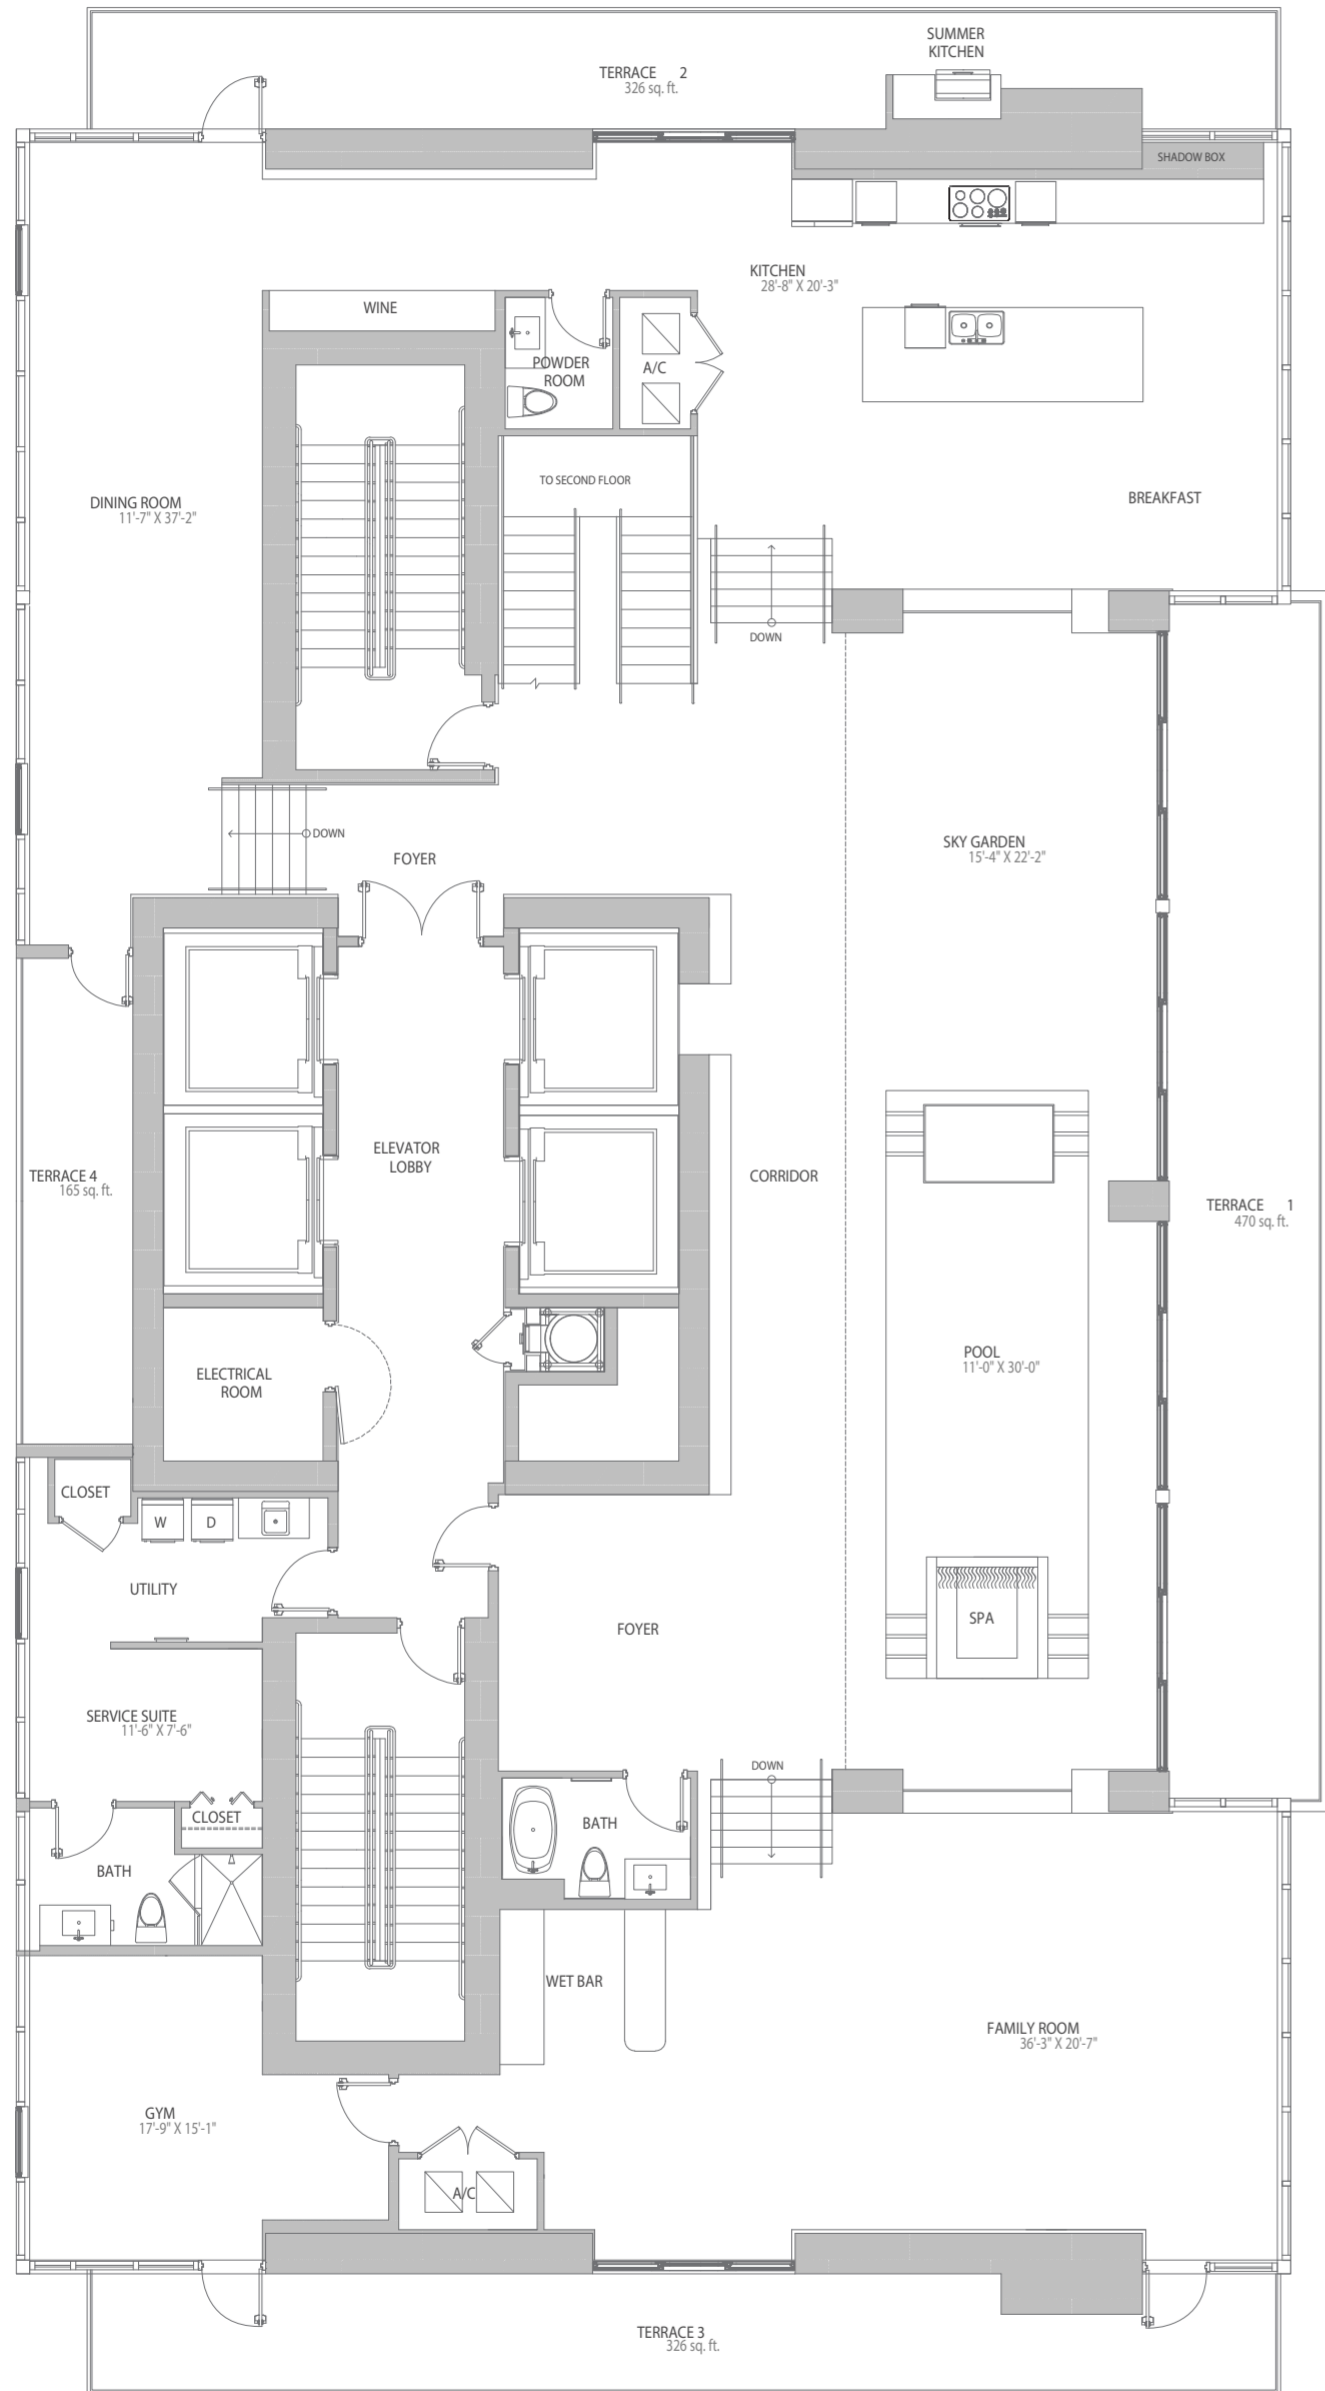 SUMMER
KITCHEN
TERRACE 2
326 sq. ft.
SHADOW BOX
KITCHEN
28'-8" X 20'-3"
WINE
POWDER
ROOM
A/C
TO SECOND FLOOR
DINING ROOM
11'-7" X 37'-2"
BREAKFAST
DOWN
DOWN
FOYER
SKY GARDEN
15'-4" X 22'-2"
ELEVATOR
LOBBY
TERRACE 4
165 sq. ft.
CORRIDOR
TERRACE 1
470 sq. ft.
POOL
11'-0" X 30'-0"
ELECTRICAL
ROOM
CLOSET
W
D
UTILITY
FOYER
SPA
SERVICE SUITE
11'-6" X 7'-6"
DOWN
CLOSET
BATH
BATH
WET BAR
FAMILY ROOM
36'-3" X 20'-7"
GYM
17'-9" X 15'-1"
A/C
TERRACE 3
326 sq. ft.